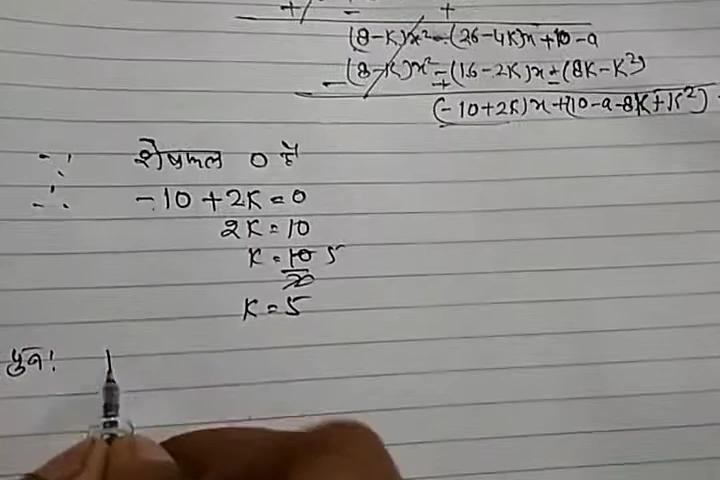 + - +
(8-K)x² - (26-4K)x + 10 - a
(8-K)x² - (16-2K)x + (8K-K²)
- + -
(-10+2K)x + (10-a-8K+K²)
∵ शेषफल 0 है
∴ -10 + 2K = 0
2K = 10
K = 10 5
2
K = 5
पुन: